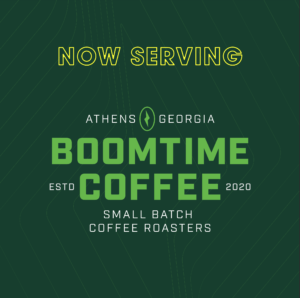 NOW SERVING
ATHENS GEORGIA
BOOMTIME
ESTD COFFEE 2020
SMALL BATCH
COFFEE ROASTERS